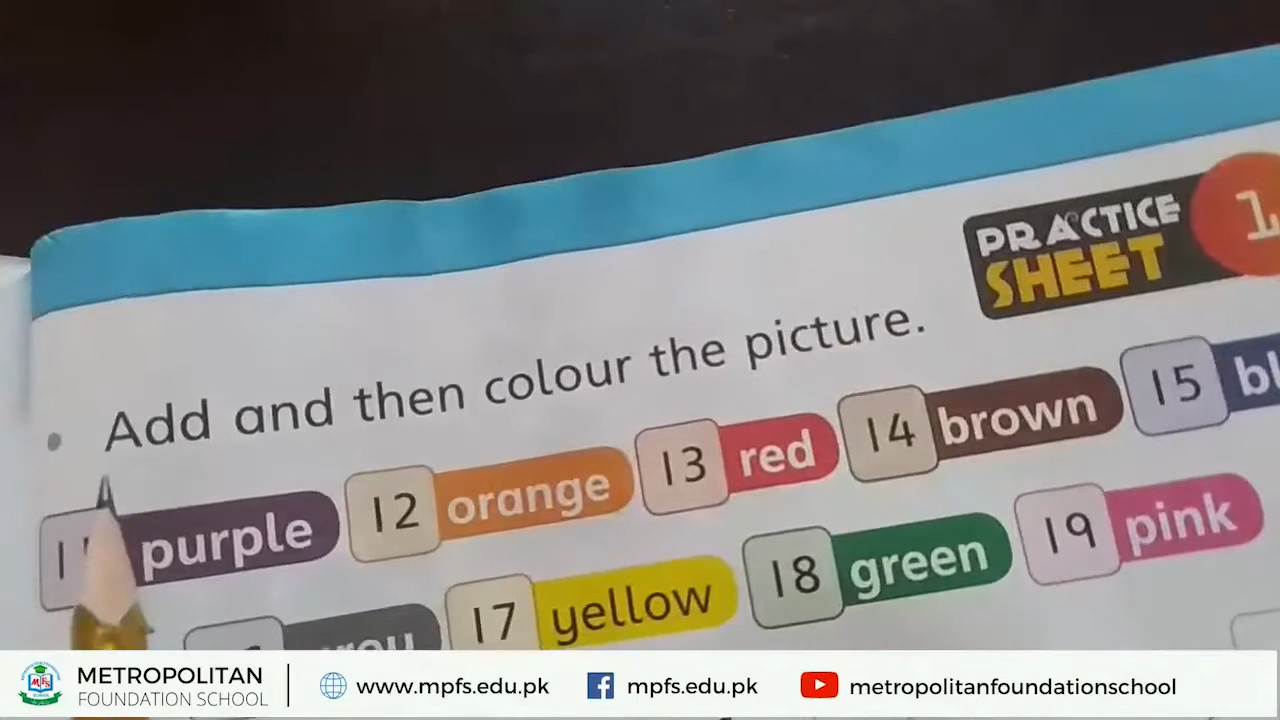 PRACTICE
SHEET
Add and then colour the picture.
purple 12 orange 13 red 14 brown 15
17 yellow 18 green 19 pink
METROPOLITAN
FOUNDATION SCHOOL
www.mpfs.edu.pk mpfs.edu.pk metropolitanfoundationschool